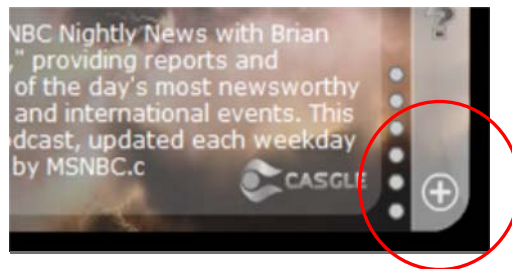 NBC Nightly News with Brian
," providing reports and
of the day's most newsworthy
and international events. This
dcast, updated each weekday
by MSNBC.c
CASGLE
?